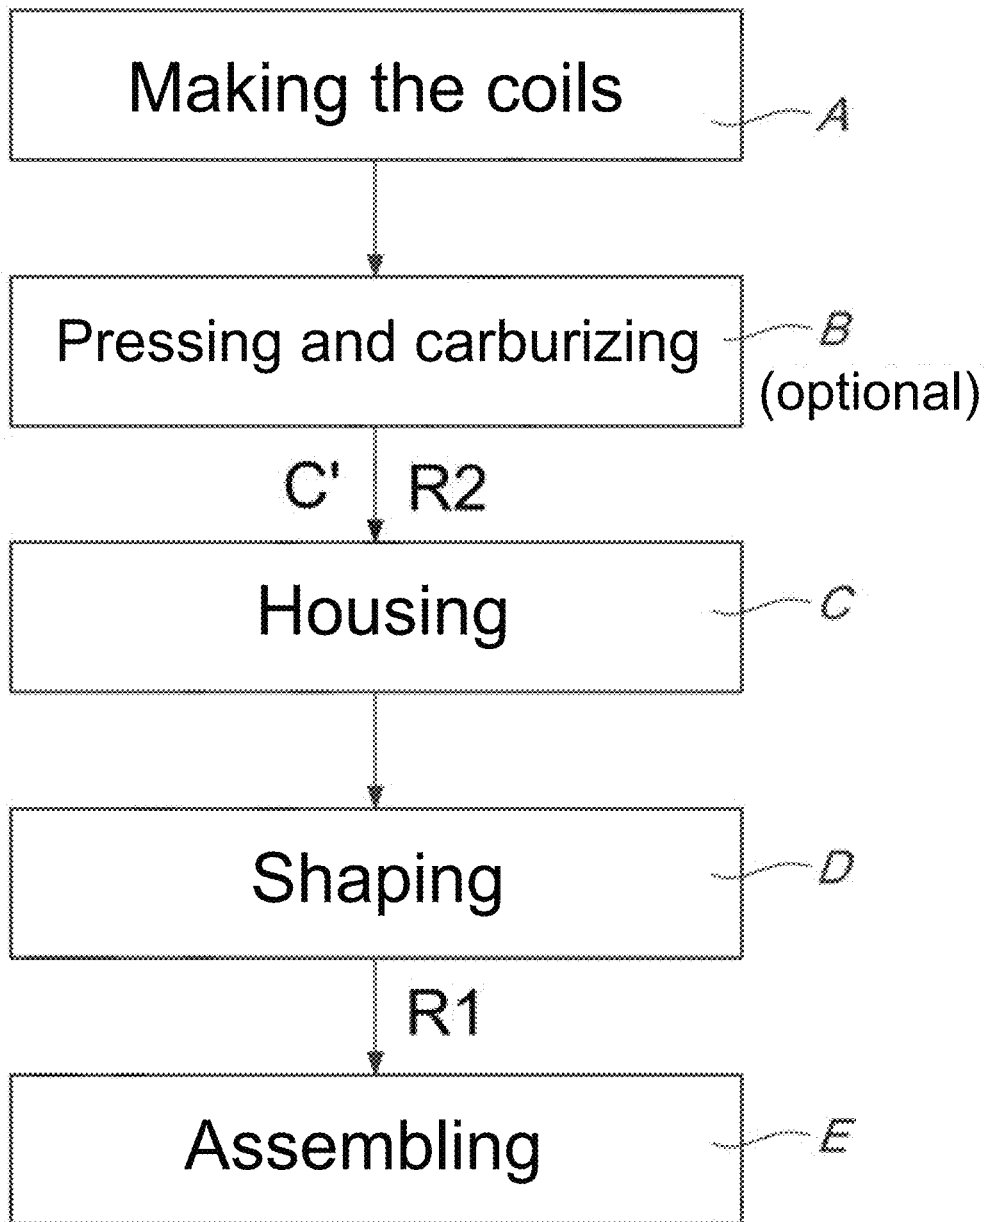 Making the coils
A
Pressing and carburizing
B
(optional)
C' R2
Housing
C
Shaping
D
R1
Assembling
E